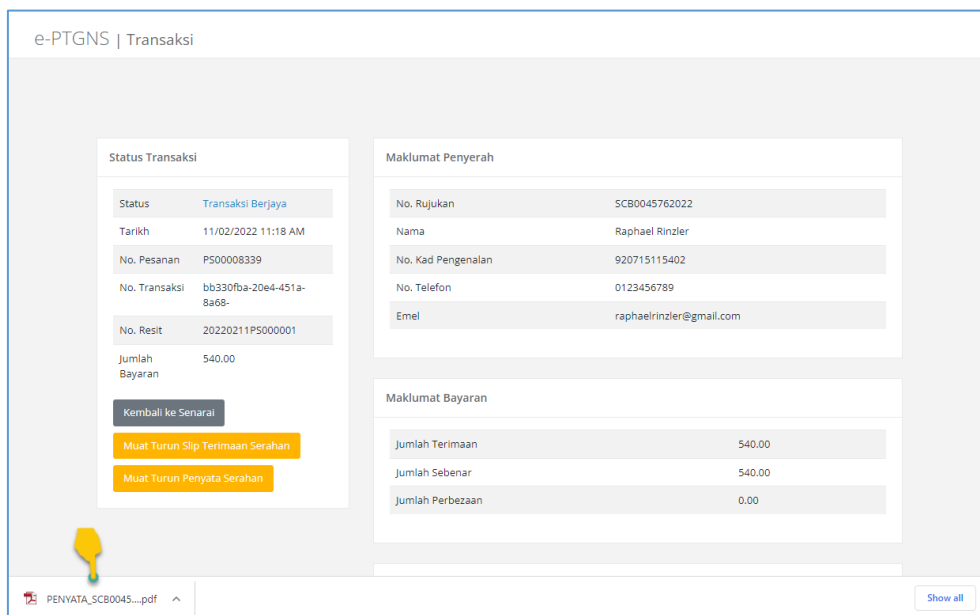 e-PTGNS | Transaksi
Status Transaksi
Status Transaksi Berjaya
Tarikh 11/02/2022 11:18 AM
No. Pesanan PS00008339
No. Transaksi bb330fba-20e4-451a-
8a68-
No. Resit 20220211PS000001
Jumlah 540.00
Bayaran
Kembali ke Senarai
Muat Turun Slip Terimaan Serahan
Muat Turun Penyata Serahan
Maklumat Penyerah
No. Rujukan SCB0045762022
Nama Raphael Rinzler
No. Kad Pengenalan 920715115402
No. Telefon 0123456789
Emel raphaelrinzler@gmail.com
Maklumat Bayaran
Jumlah Terimaan 540.00
Jumlah Sebenar 540.00
Jumlah Perbezaan 0.00
PENYATA_SCB0045....pdf
Show all